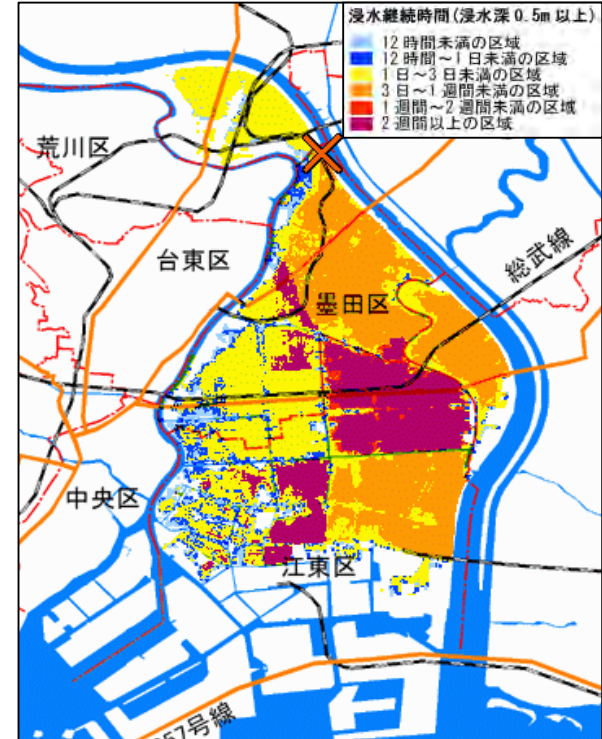 浸水継続時間(浸水深0.5m以上)
12時間未満の区域
12時間～1日未満の区域
1日～3日未満の区域
3日～1週間未満の区域
1週間～2週間未満の区域
2週間以上の区域
荒川区
台東区
総武線
墨田区
中央区
江東区
357号線